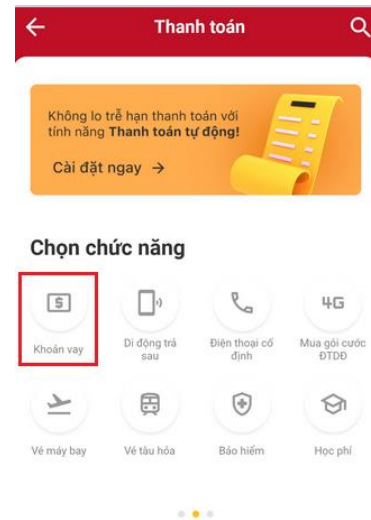 Thanh toán
Không lo trễ hạn thanh toán với
tính năng Thanh toán tự động!
Cài đặt ngay →
Chọn chức năng
$
4G
Khoản vay
Di động trả
sau
Điện thoại cố
định
Mua gói cước
ĐTDĐ
Vé máy bay
Vé tàu hỏa
Bảo hiểm
Học phí